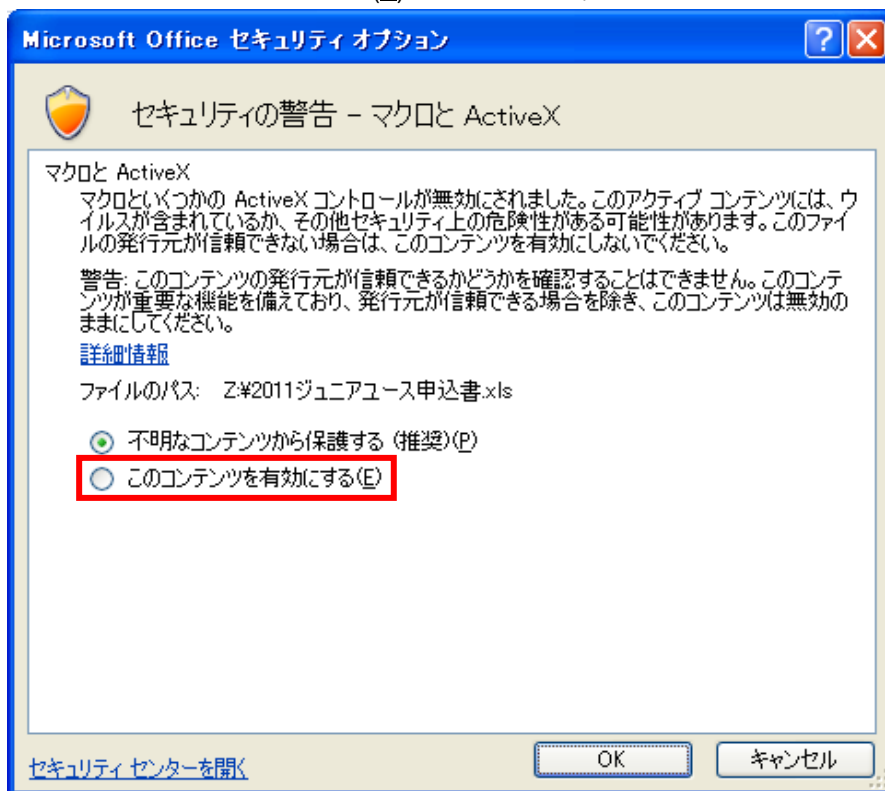 Microsoft Office セキュリティ オプション
セキュリティの警告 - マクロと ActiveX
マクロと ActiveX
マクロといくつかの ActiveX コントロールが無効にされました。このアクティブ コンテンツには、ウ
イルスが含まれているか、その他セキュリティ上の危険性がある可能性があります。このファイ
ルの発行元が信頼できない場合は、このコンテンツを有効にしないでください。
警告: このコンテンツの発行元が信頼できるかどうかを確認することはできません。このコンテ
ンツが重要な機能を備えており、発行元が信頼できる場合を除き、このコンテンツは無効の
ままにしてください。
詳細情報
ファイルのパス: Z:¥2011ジュニアユース申込書.xls
不明なコンテンツから保護する (推奨)(P)
このコンテンツを有効にする(E)
セキュリティ センターを開く
OK
キャンセル